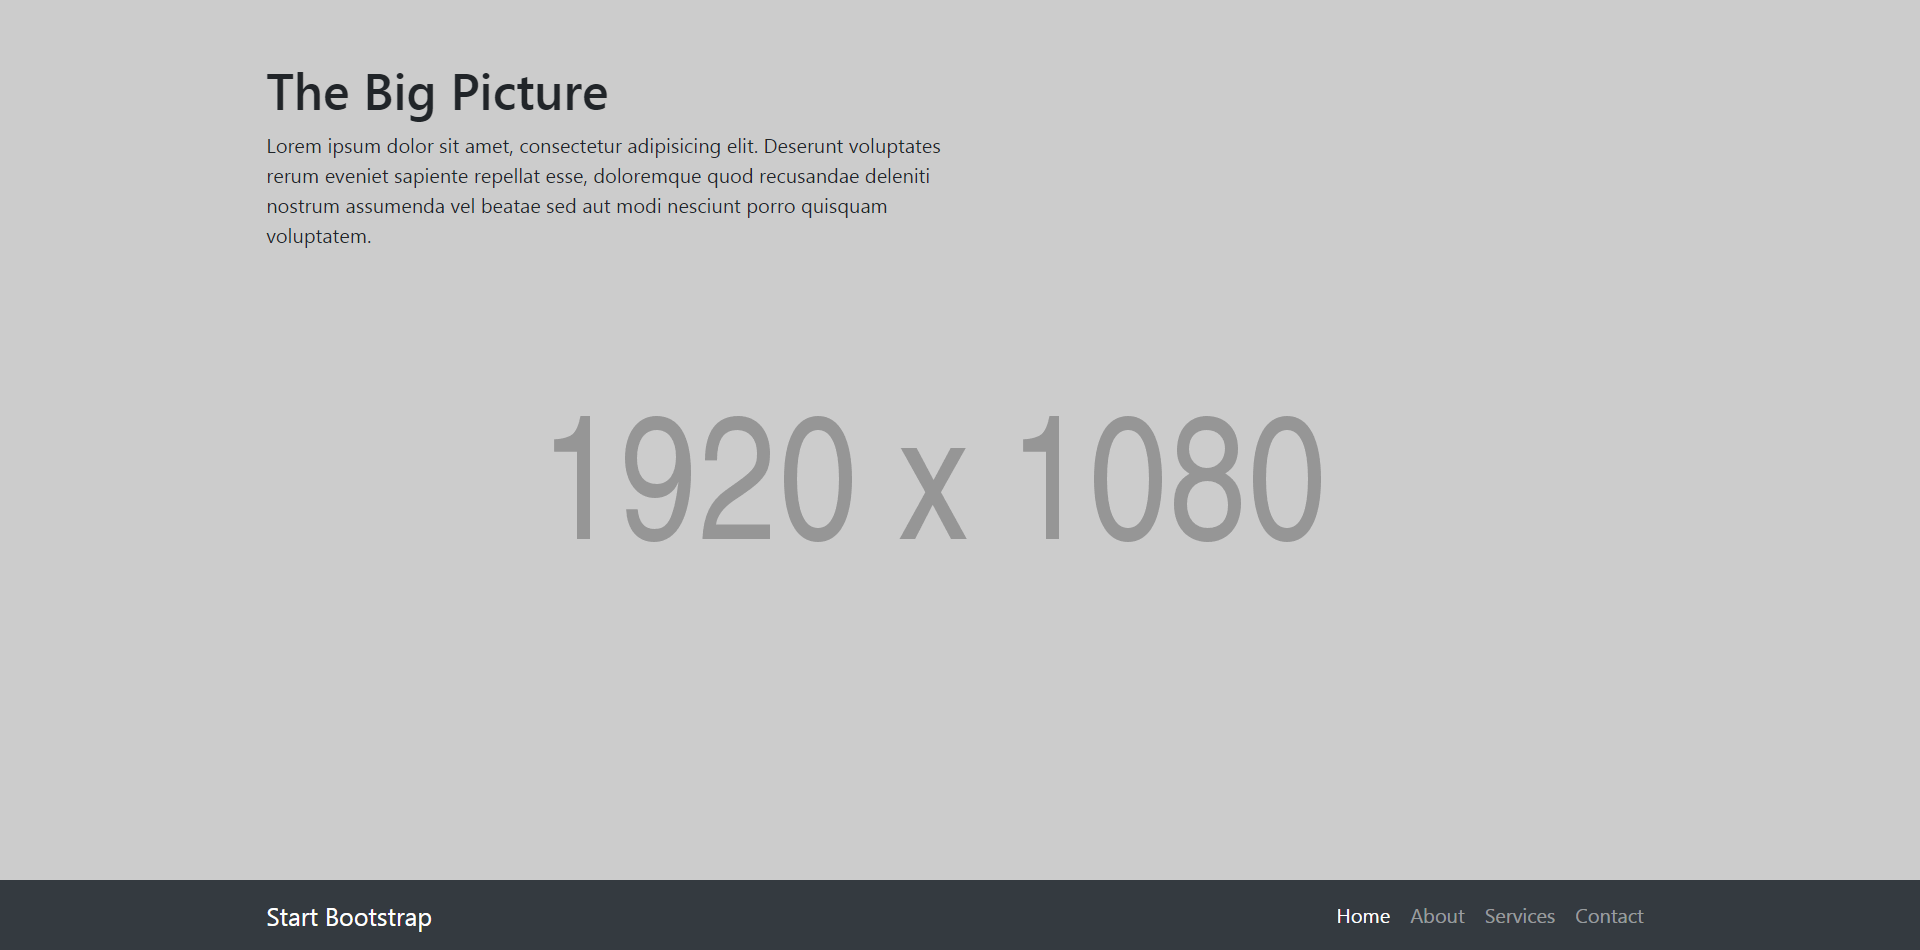 The Big Picture
Lorem ipsum dolor sit amet, consectetur adipisicing elit. Deserunt voluptates
rerum eveniet sapiente repellat esse, doloremque quod recusandae deleniti
nostrum assumenda vel beatae sed aut modi nesciunt porro quisquam
voluptatem.
1920 x 1080
Start Bootstrap Home About Services Contact